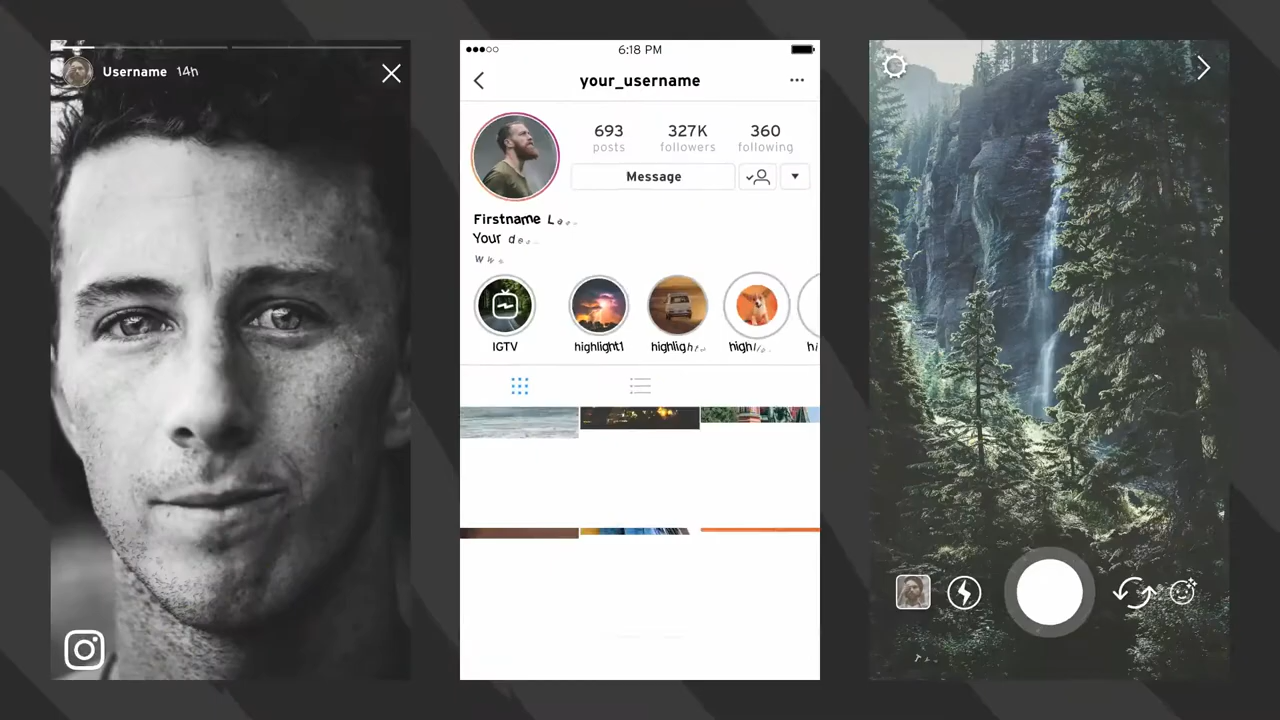 Username 14h
6:18 PM
your_username
693 327K 360
posts followers following
Message
Firstname
Your
IGTV highlight1